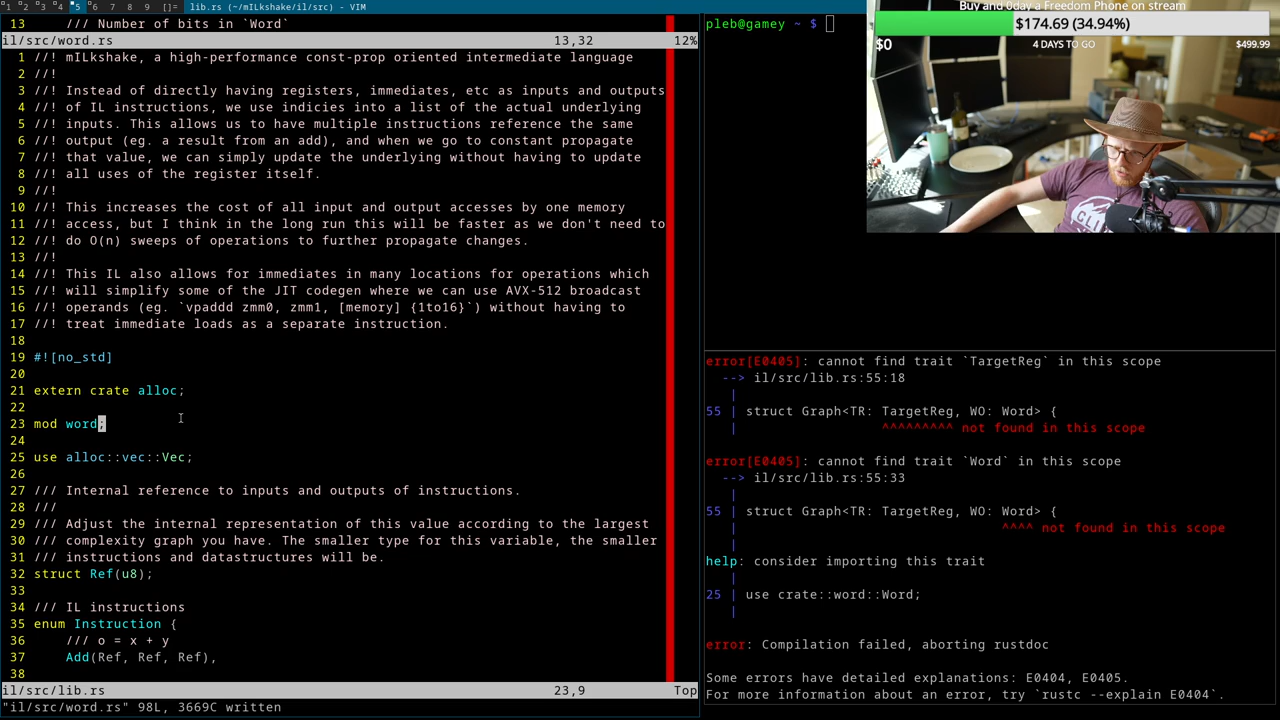 1 2 3 4 5 6 7 8 9 []= lib.rs (~/mILkshake/il/src) - VIM
13 /// Number of bits in `Word`
il/src/word.rs 13,32 12%
1 //! mILkshake, a high-performance const-prop oriented intermediate language
2 //!
3 //! Instead of directly having registers, immediates, etc as inputs and outputs
4 //! of IL instructions, we use indicies into a list of the actual underlying
5 //! inputs. This allows us to have multiple instructions reference the same
6 //! output (eg. a result from an add), and when we go to constant propagate
7 //! that value, we can simply update the underlying without having to update
8 //! all uses of the register itself.
9 //!
10 //! This increases the cost of all input and output accesses by one memory
11 //! access, but I think in the long run this will be faster as we don't need to
12 //! do O(n) sweeps of operations to further propagate changes.
13 //!
14 //! This IL also allows for immediates in many locations for operations which
15 //! will simplify some of the JIT codegen where we can use AVX-512 broadcast
16 //! operands (eg. `vpaddd zmm0, zmm1, [memory] {1to16}`) without having to
17 //! treat immediate loads as a separate instruction.
18
19 #![no_std]
20
21 extern crate alloc;
22
23 mod word;
24
25 use alloc::vec::Vec;
26
27 /// Internal reference to inputs and outputs of instructions.
28 ///
29 /// Adjust the internal representation of this value according to the largest
30 /// complexity graph you have. The smaller type for this variable, the smaller
31 /// instructions and datastructures will be.
32 struct Ref(u8);
33
34 /// IL instructions
35 enum Instruction {
36 /// o = x + y
37 Add(Ref, Ref, Ref),
38
il/src/lib.rs 23,9 Top
"il/src/word.rs" 98L, 3669C written
pleb@gamey ~ $
Buy and 0day a Freedom Phone on stream
$174.69 (34.94%)
$0 4 DAYS TO GO $499.99
error[E0405]: cannot find trait `TargetReg` in this scope
--> il/src/lib.rs:55:18
|
55 | struct Graph<TR: TargetReg, WO: Word> {
| ^^^^^^^^^ not found in this scope
error[E0405]: cannot find trait `Word` in this scope
--> il/src/lib.rs:55:33
|
55 | struct Graph<TR: TargetReg, WO: Word> {
| ^^^^ not found in this scope
|
help: consider importing this trait
|
25 | use crate::word::Word;
|
error: Compilation failed, aborting rustdoc
Some errors have detailed explanations: E0404, E0405.
For more information about an error, try `rustc --explain E0404`.